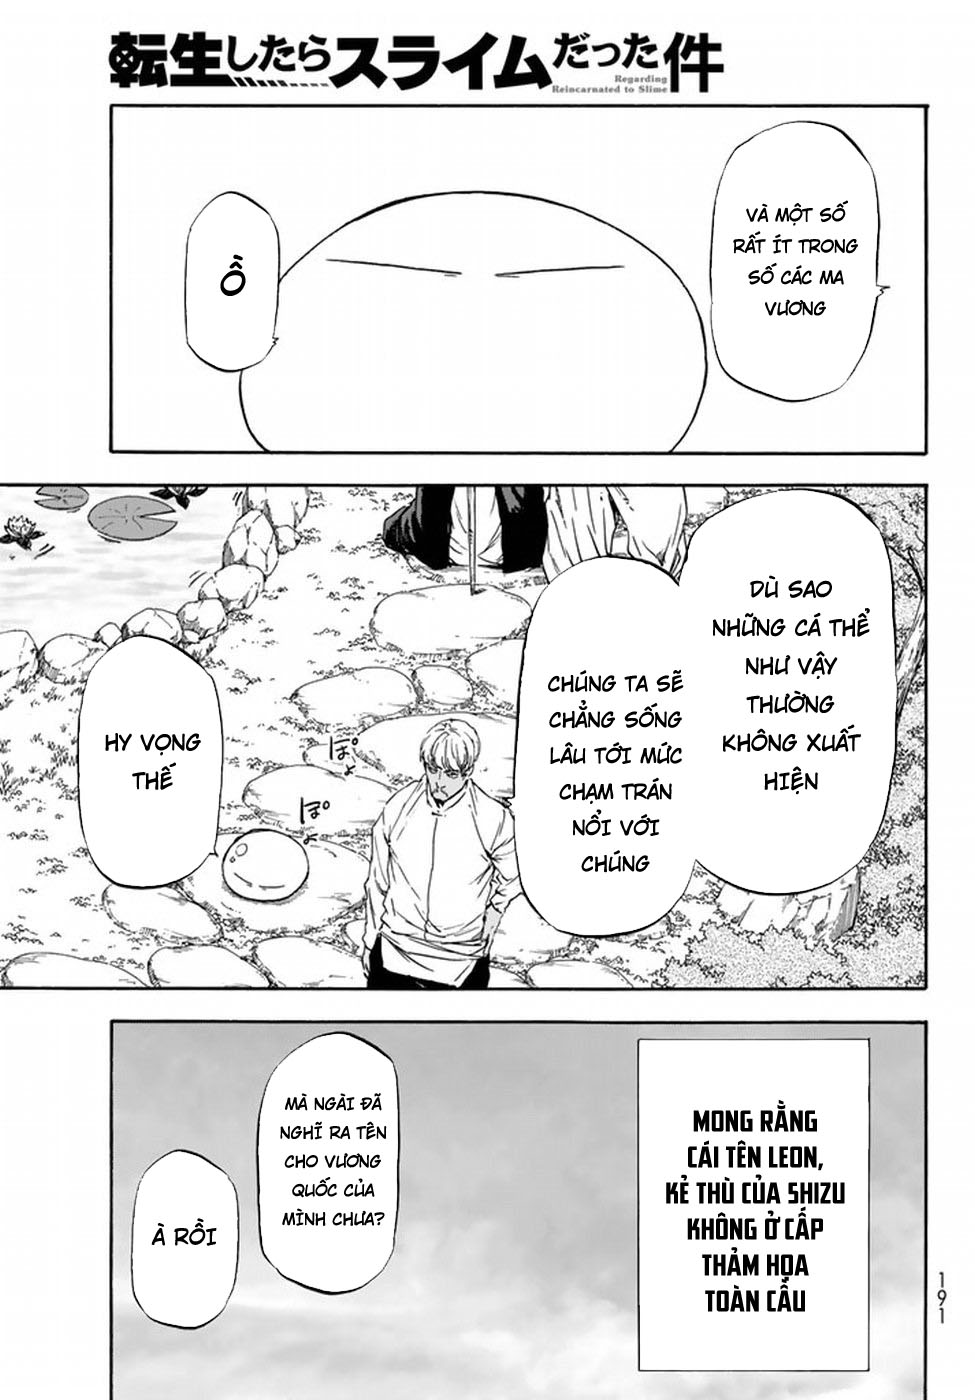 転生したらスライムだった件
Regarding
Reincarnated to Slime
VÀ MỘT SỐ
RẤT ÍT TRONG
SỐ CÁC MA
VƯƠNG
Ồ
DÙ SAO
NHỮNG CÁ THỂ
NHƯ VẬY
THƯỜNG
KHÔNG XUẤT
HIỆN
CHÚNG TA SẼ
CHẲNG SỐNG
LÂU TỚI MỨC
CHẠM TRÁN
NỔI VỚI
CHÚNG
ぽよ
ぽよ
HY VỌNG
THẾ
MONG RẰNG
CÁI TÊN LEON,
KẺ THÙ CỦA SHIZU
KHÔNG Ở CẤP
THẢM HỌA
TOÀN CẦU
MÀ NGÀI ĐÃ
NGHĨ RA TÊN
CHO VƯƠNG
QUỐC CỦA
MÌNH CHƯA?
À RỒI
191